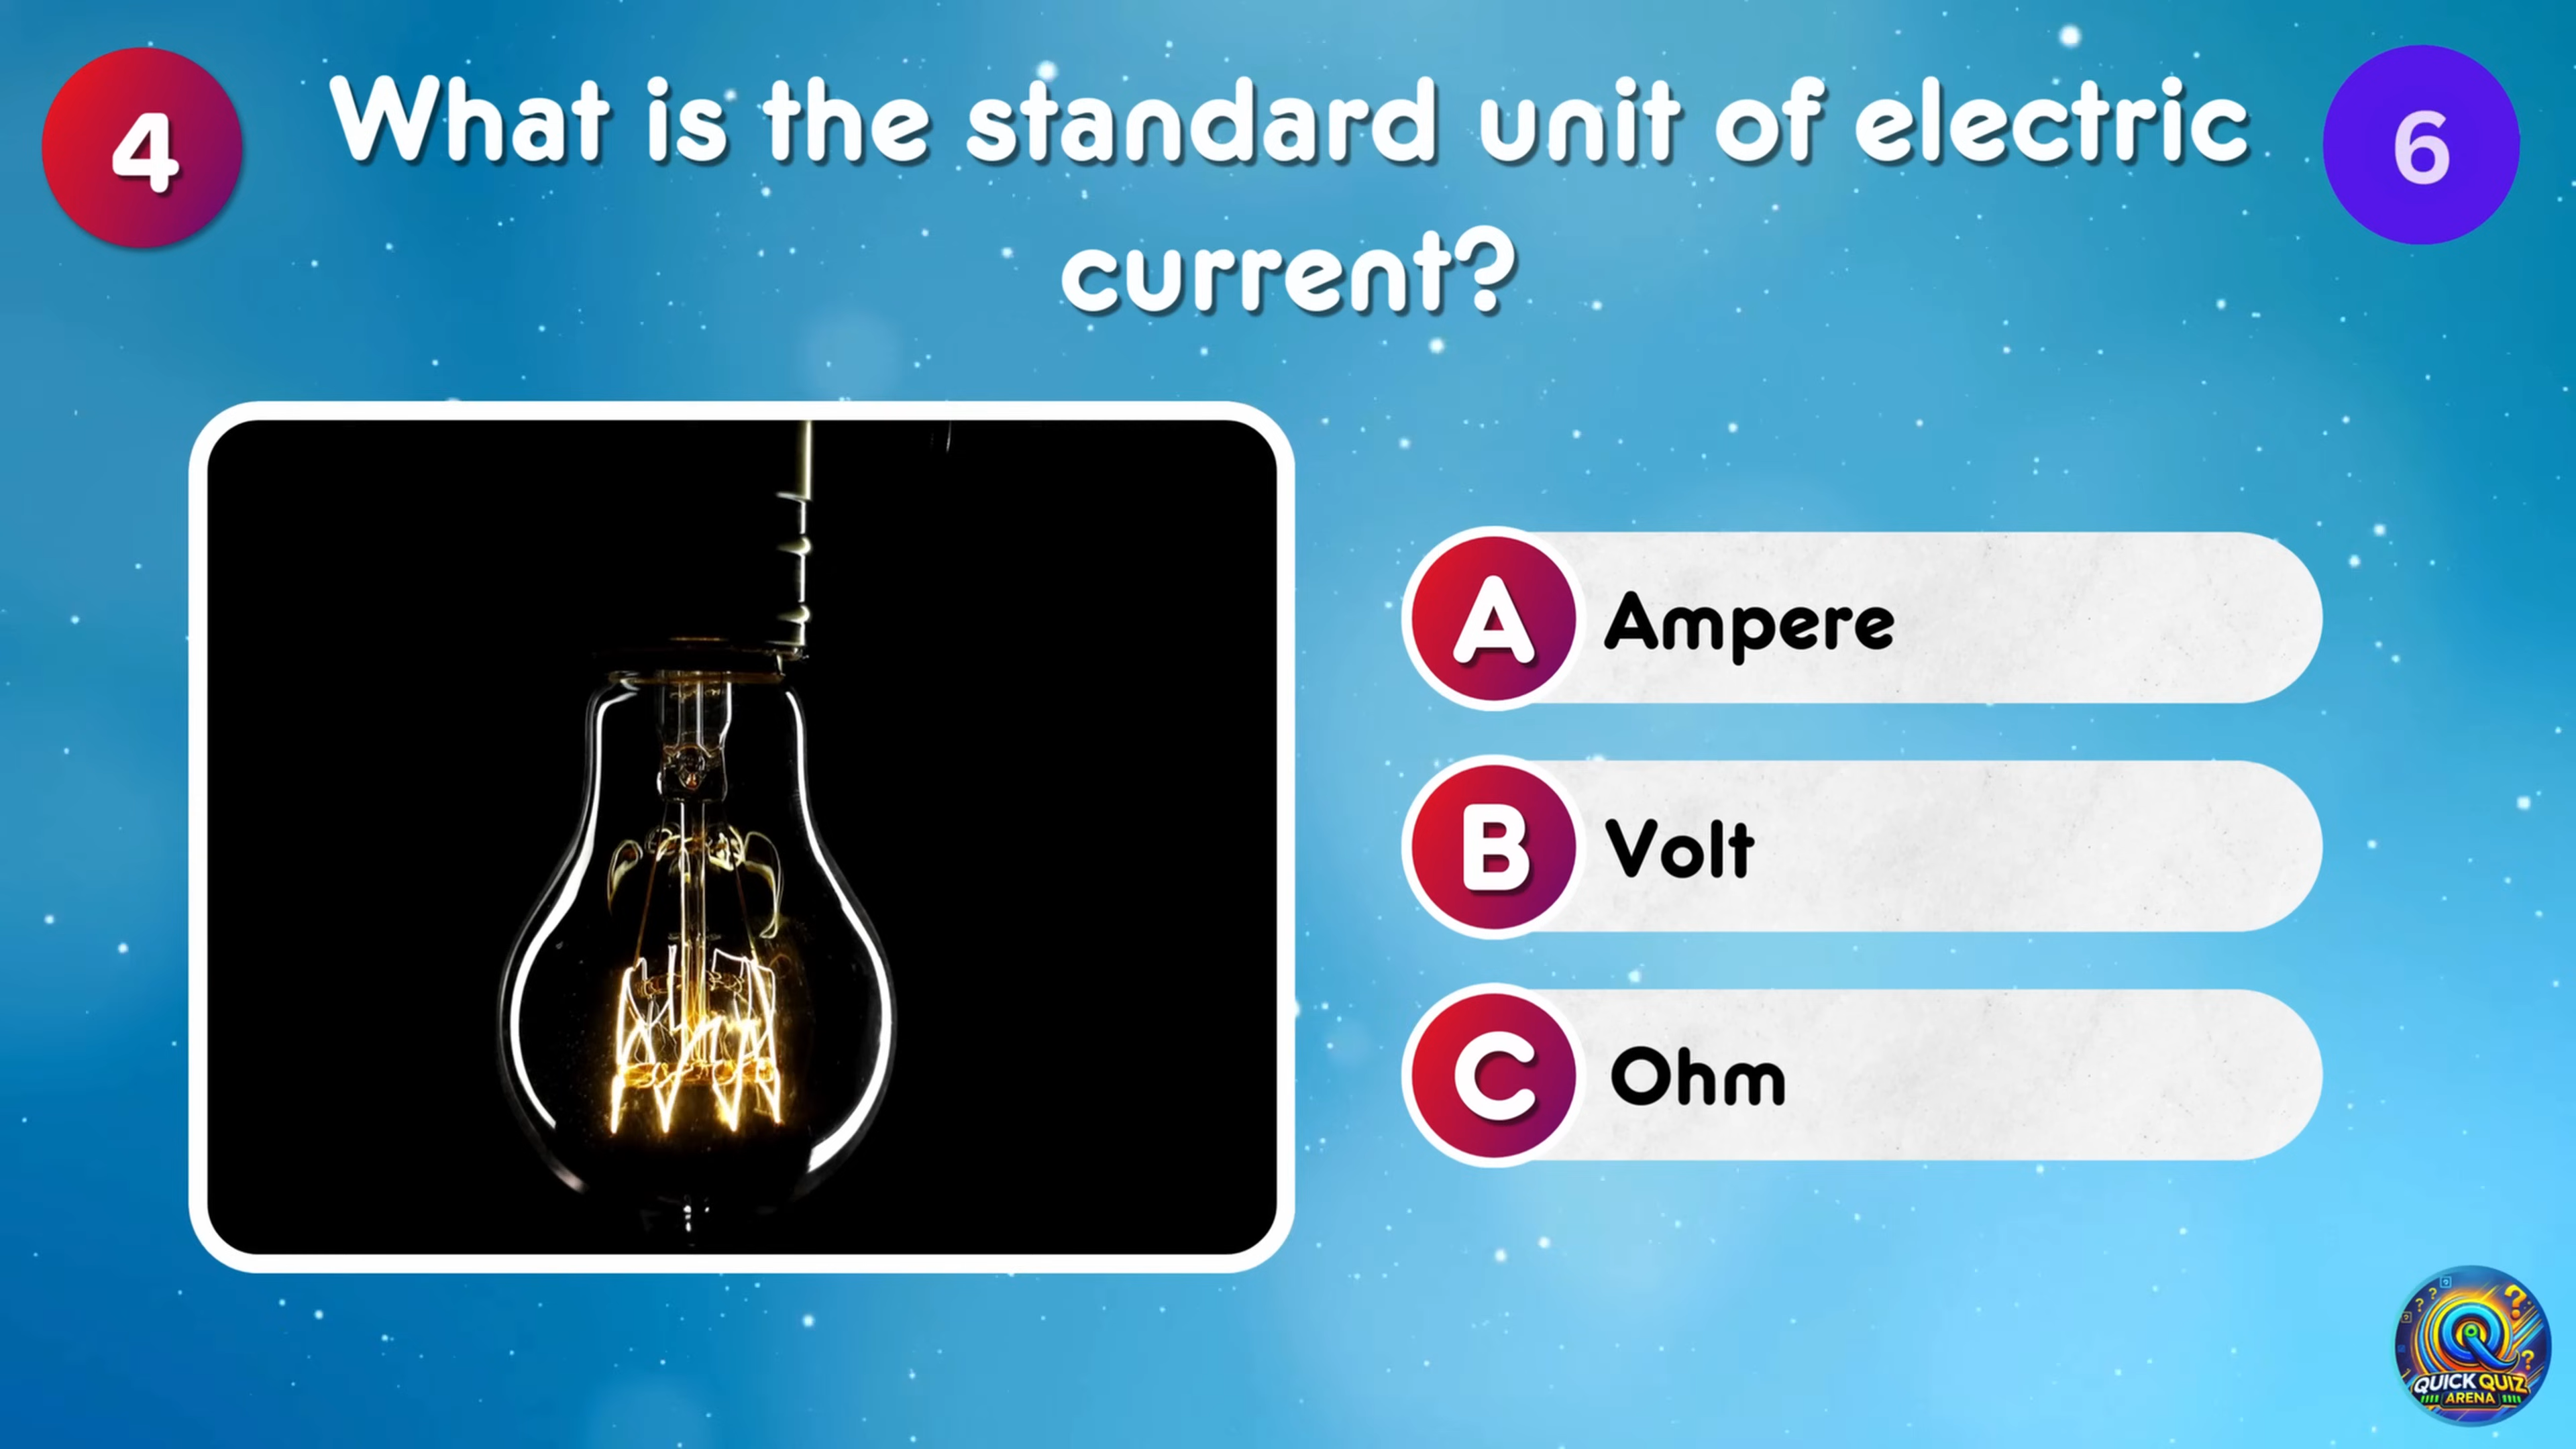 4
What is the standard unit of electric
current?
6
A Ampere
B Volt
C Ohm
QUICK QUIZ
ARENA